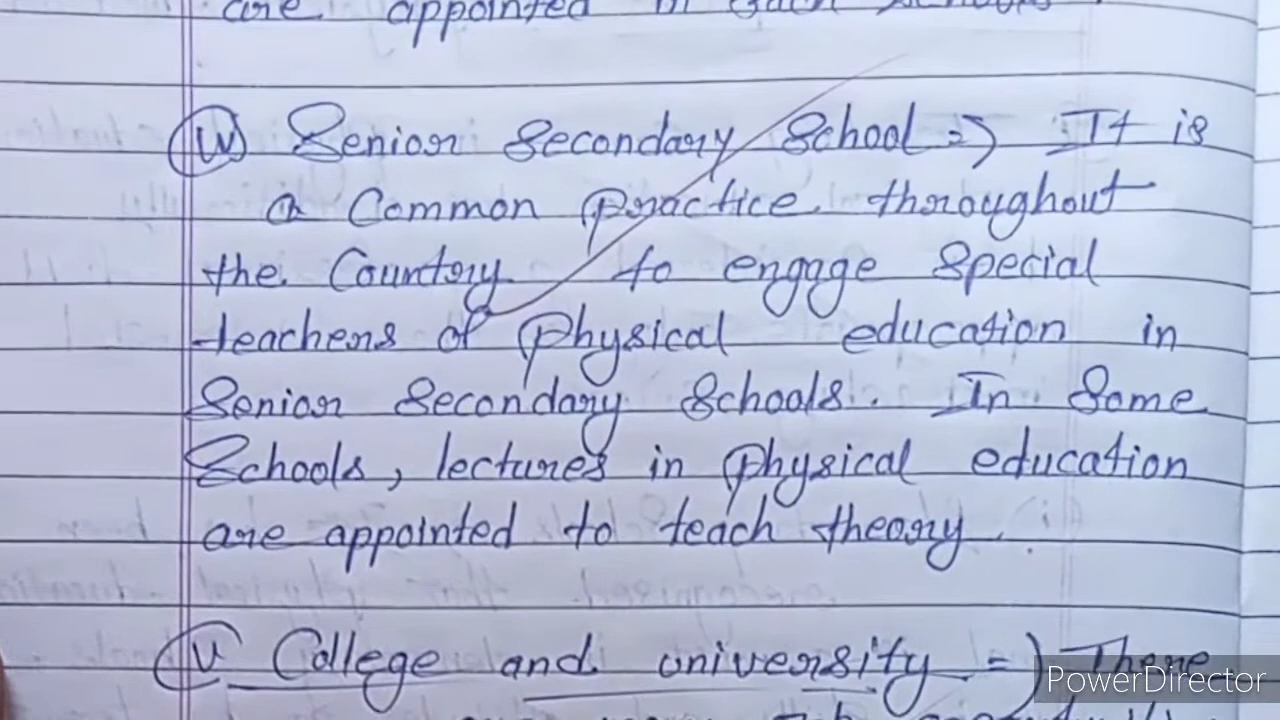 are appointed in such schools.
(iv) Senior Secondary School => It is
a Common Practice throughout
the Country to engage Special
teachers of Physical education in
Senior Secondary Schools. In Some
Schools, lectures in Physical education
are appointed to teach theory.
(v) College and university => There
PowerDirector